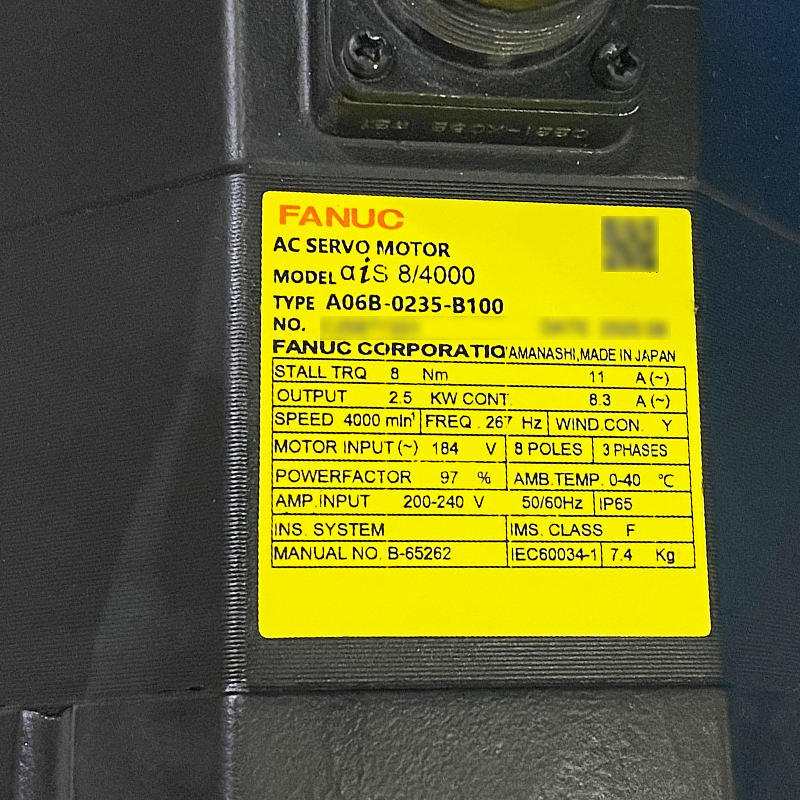 FANUC
AC SERVO MOTOR
MODEL αiS 8/4000
TYPE A06B-0235-B100
NO.
FANUC CORPORATIO YAMANASHI,MADE IN JAPAN
STALL TRQ 8 Nm 11 A(~)
OUTPUT 2.5 KW CONT. 8.3 A(~)
SPEED 4000 min¹ FREQ. 267 Hz WIND.CON. Y
MOTOR INPUT(~) 184 V 8 POLES 3 PHASES
POWERFACTOR 97 % AMB.TEMP. 0-40 ℃
AMP.INPUT 200-240 V 50/60Hz IP65
INS. SYSTEM IMS. CLASS F
MANUAL NO. B-65262 IEC60034-1 7.4 Kg